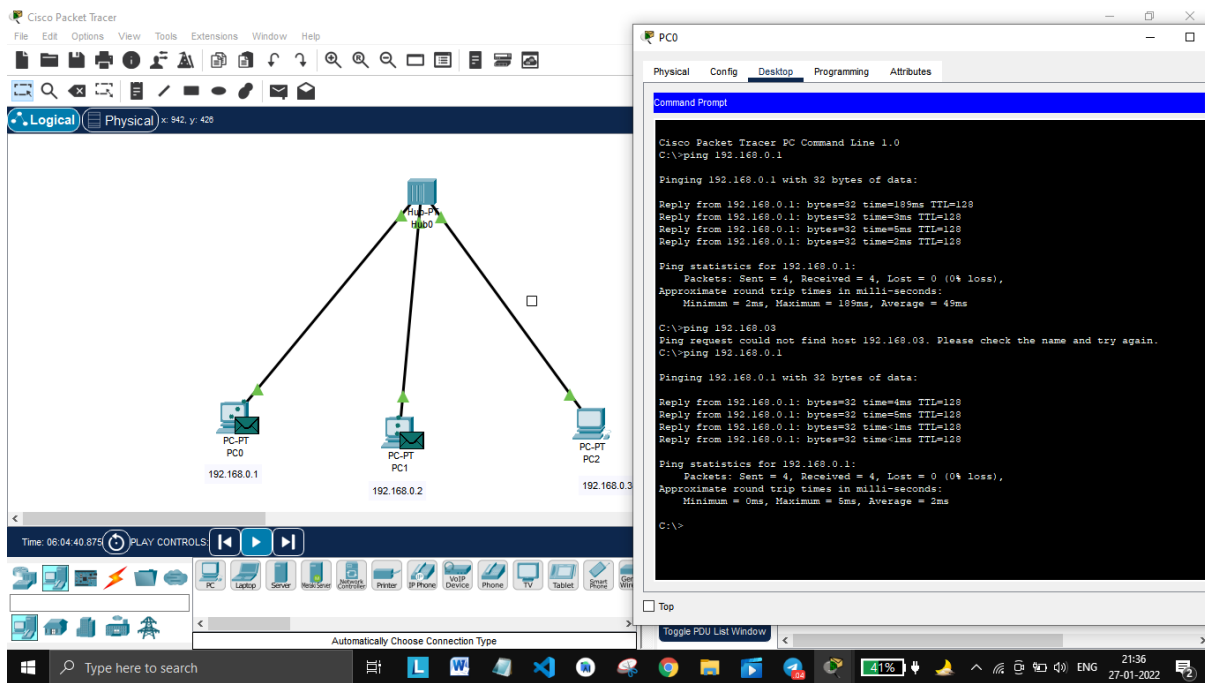 Cisco Packet Tracer
File Edit Options View Tools Extensions Window Help
Logical Physical x: 942, y: 426
Hub-PT
Hub0
PC-PT
PC0
192.168.0.1
PC-PT
PC1
192.168.0.2
PC-PT
PC2
192.168.0.3
Time: 06:04:40.875 PLAY CONTROLS:
PC Laptop Server Meraki Server Network Controller Printer IP Phone VoIP Device Phone TV Tablet Smart Phone
Automatically Choose Connection Type
PC0
Physical Config Desktop Programming Attributes
Command Prompt
Cisco Packet Tracer PC Command Line 1.0
C:\>ping 192.168.0.1
Pinging 192.168.0.1 with 32 bytes of data:
Reply from 192.168.0.1: bytes=32 time=189ms TTL=128
Reply from 192.168.0.1: bytes=32 time=3ms TTL=128
Reply from 192.168.0.1: bytes=32 time=5ms TTL=128
Reply from 192.168.0.1: bytes=32 time=2ms TTL=128
Ping statistics for 192.168.0.1:
Packets: Sent = 4, Received = 4, Lost = 0 (0% loss),
Approximate round trip times in milli-seconds:
Minimum = 2ms, Maximum = 189ms, Average = 49ms
C:\>ping 192.168.03
Ping request could not find host 192.168.03. Please check the name and try again.
C:\>ping 192.168.0.1
Pinging 192.168.0.1 with 32 bytes of data:
Reply from 192.168.0.1: bytes=32 time=4ms TTL=128
Reply from 192.168.0.1: bytes=32 time=5ms TTL=128
Reply from 192.168.0.1: bytes=32 time<1ms TTL=128
Reply from 192.168.0.1: bytes=32 time<1ms TTL=128
Ping statistics for 192.168.0.1:
Packets: Sent = 4, Received = 4, Lost = 0 (0% loss),
Approximate round trip times in milli-seconds:
Minimum = 0ms, Maximum = 5ms, Average = 2ms
C:\>
Top
Toggle PDU List Window
Type here to search
41%
ENG
21:36
27-01-2022